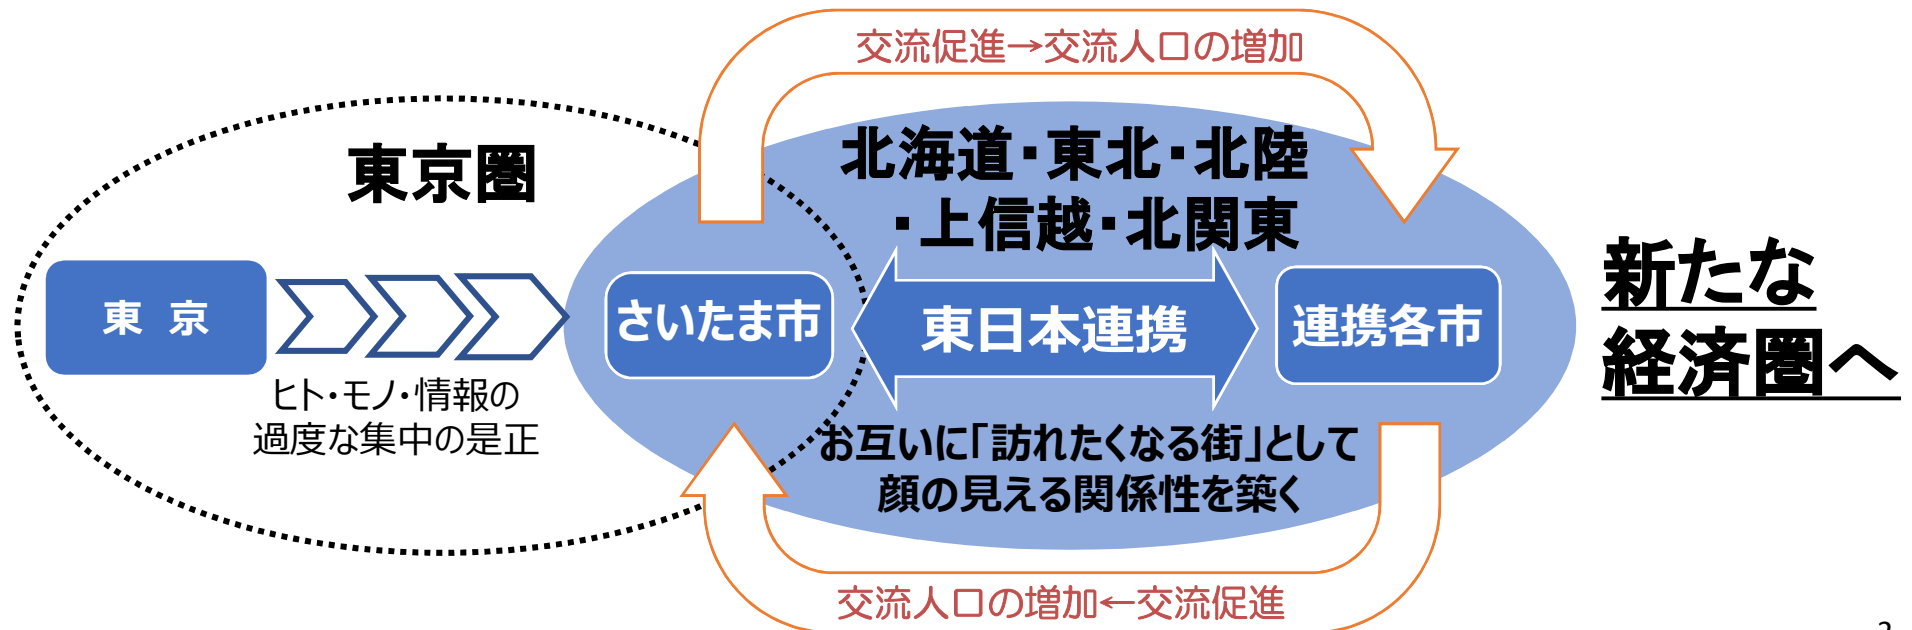 交流促進→交流人口の増加
東京圏
北海道・東北・北陸
・上信越・北関東
東 京
さいたま市
東日本連携
連携各市
新たな
経済圏へ
ヒト・モノ・情報の
過度な集中の是正
お互いに「訪れたくなる街」として
顔の見える関係性を築く
交流人口の増加←交流促進